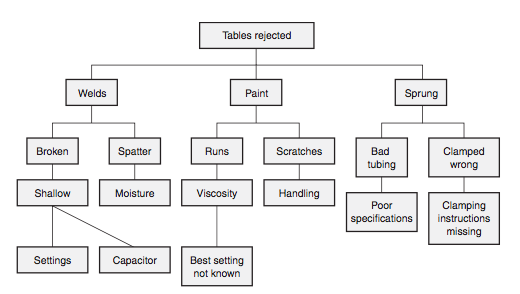 Tables rejected
Welds
Paint
Sprung
Broken
Spatter
Runs
Scratches
Bad
tubing
Clamped
wrong
Shallow
Moisture
Viscosity
Handling
Poor
specifications
Clamping
instructions
missing
Settings
Capacitor
Best setting
not known